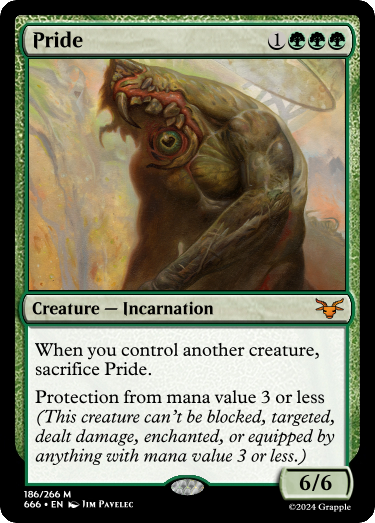 Pride 1
Creature — Incarnation
When you control another creature,
sacrifice Pride.
Protection from mana value 3 or less
(This creature can't be blocked, targeted,
dealt damage, enchanted, or equipped by
anything with mana value 3 or less.)
6/6
186/266 M
666 • EN Jim Pavelec
©2024 Grapple